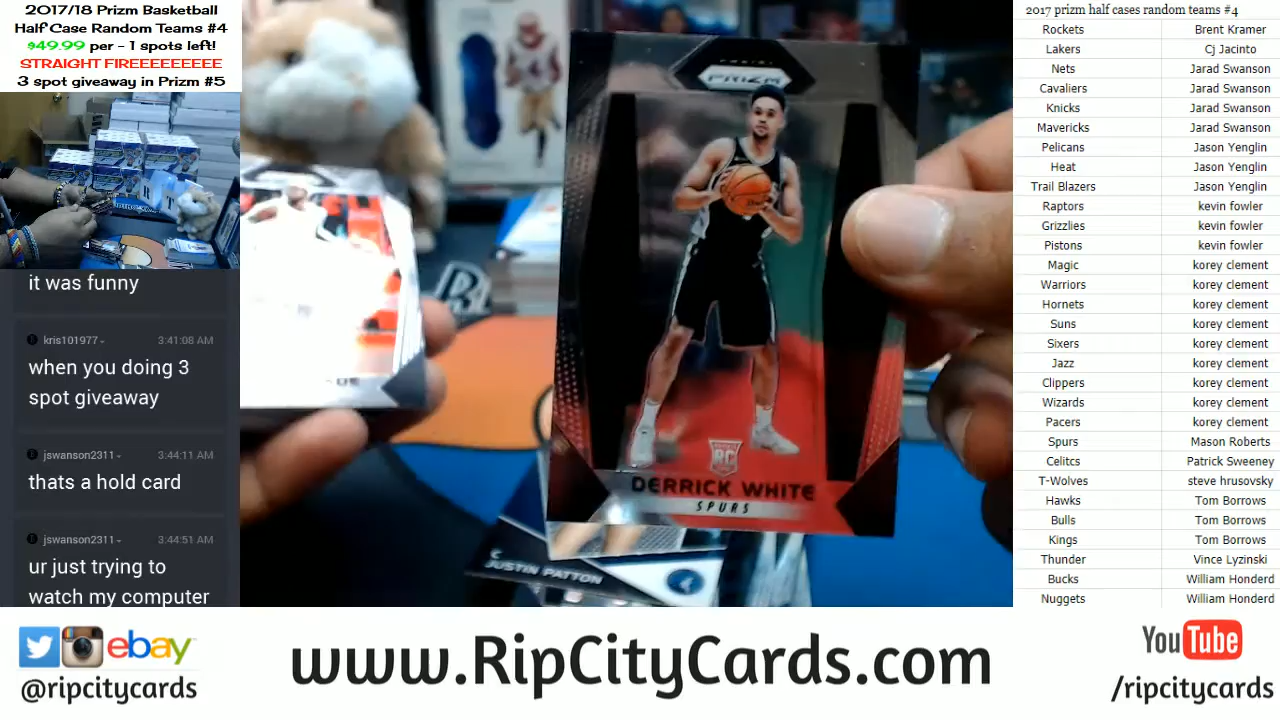 2017/18 Prizm Basketball
Half Case Random Teams #4
$49.99 per - 1 spots left!
STRAIGHT FIREEEEEEEEE
3 spot giveaway in Prizm #5
it was funny
kris101977
3:41:08 AM
when you doing 3
spot giveaway
jswanson2311
3:44:11 AM
thats a hold card
jswanson2311
3:44:51 AM
ur just trying to
watch my computer
PANINI
PRIZM
RC
DERRICK WHITE
SPURS
C
JUSTIN PATTON
2017 prizm half cases random teams #4
Rockets Brent Kramer
Lakers Cj Jacinto
Nets Jarad Swanson
Cavaliers Jarad Swanson
Knicks Jarad Swanson
Mavericks Jarad Swanson
Pelicans Jason Yenglin
Heat Jason Yenglin
Trail Blazers Jason Yenglin
Raptors kevin fowler
Grizzlies kevin fowler
Pistons kevin fowler
Magic korey clement
Warriors korey clement
Hornets korey clement
Suns korey clement
Sixers korey clement
Jazz korey clement
Clippers korey clement
Wizards korey clement
Pacers korey clement
Spurs Mason Roberts
Celitcs Patrick Sweeney
T-Wolves steve hrusovsky
Hawks Tom Borrows
Bulls Tom Borrows
Kings Tom Borrows
Thunder Vince Lyzinski
Bucks William Honderd
Nuggets William Honderd
ebay
@ripcitycards
www.RipCityCards.com
YouTube
/ripcitycards